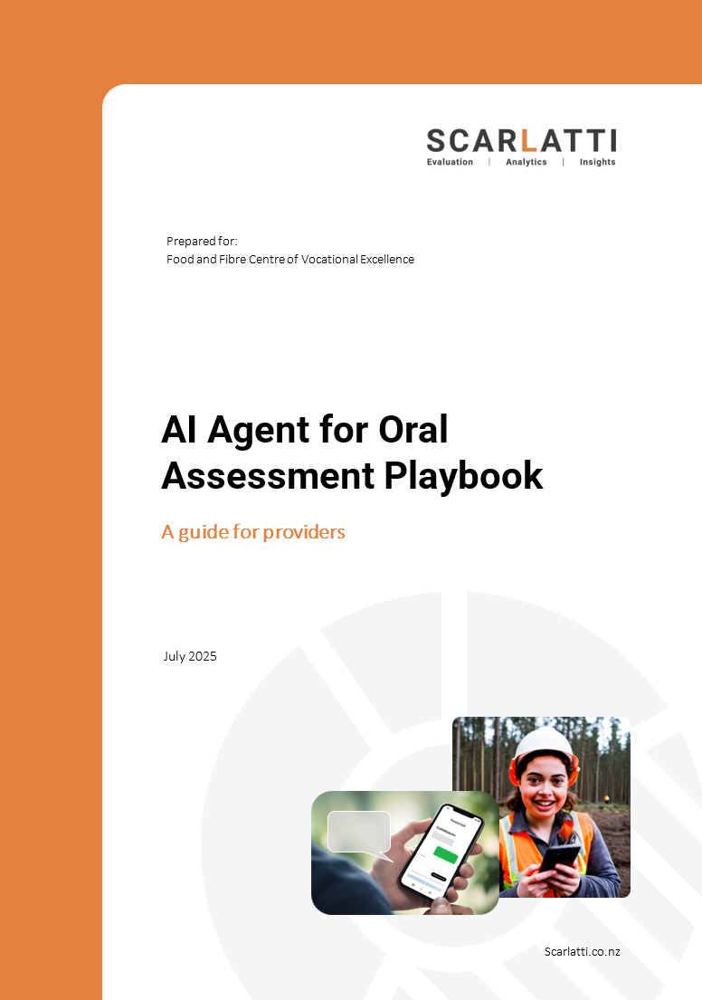 SCARLATTI
Evaluation | Analytics | Insights
Prepared for:
Food and Fibre Centre of Vocational Excellence
AI Agent for Oral
Assessment Playbook
A guide for providers
July 2025
Scarlatti.co.nz